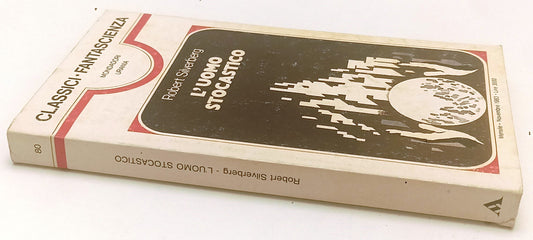 CLASSICI - FANTASCIENZA
MONDADORI
URANIA
Robert Silverberg
L'UOMO
STOCASTICO
80
Robert Silverberg - L'UOMO STOCASTICO